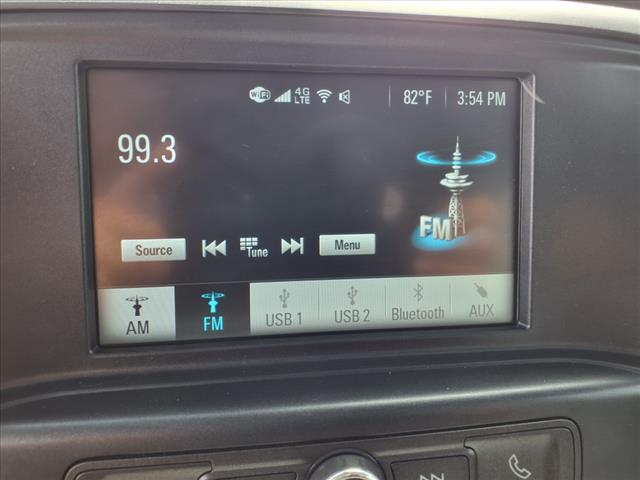 WiFi 4G LTE 82°F 3:54 PM
99.3
FM
Source Tune Menu
AM FM USB 1 USB 2 Bluetooth AUX